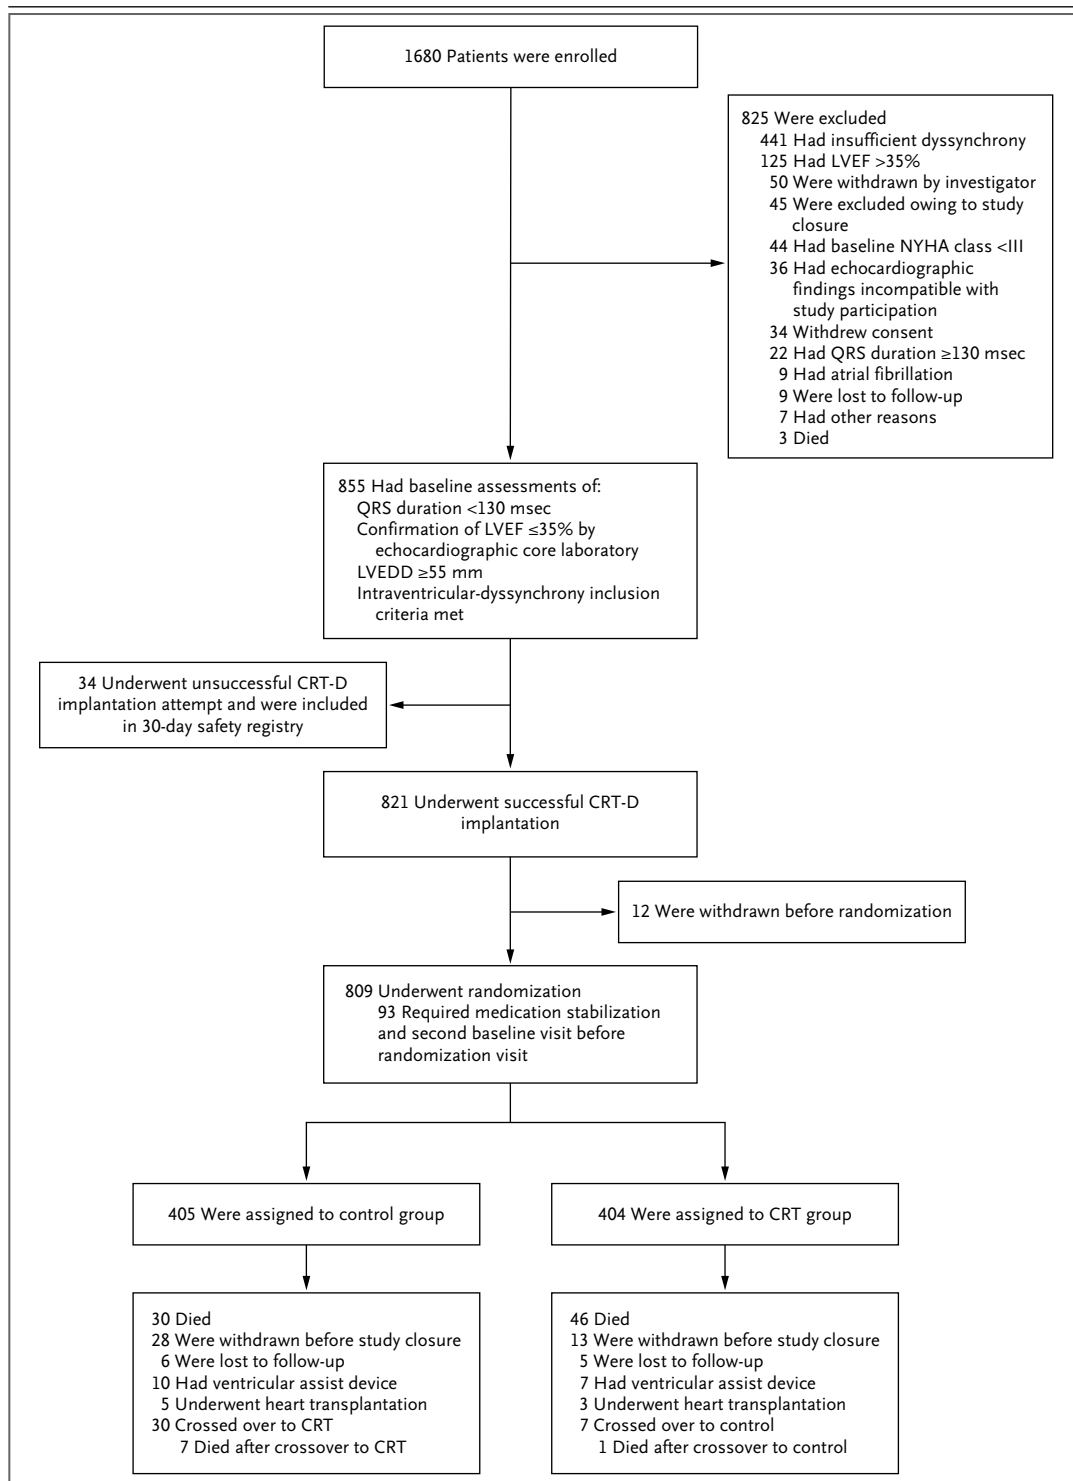 1680 Patients were enrolled
825 Were excluded
441 Had insufficient dyssynchrony
125 Had LVEF >35%
50 Were withdrawn by investigator
45 Were excluded owing to study
closure
44 Had baseline NYHA class <III
36 Had echocardiographic
findings incompatible with
study participation
34 Withdrew consent
22 Had QRS duration ≥130 msec
9 Had atrial fibrillation
9 Were lost to follow-up
7 Had other reasons
3 Died
855 Had baseline assessments of:
QRS duration <130 msec
Confirmation of LVEF ≤35% by
echocardiographic core laboratory
LVEDD ≥55 mm
Intraventricular-dyssynchrony inclusion
criteria met
34 Underwent unsuccessful CRT-D
implantation attempt and were included
in 30-day safety registry
821 Underwent successful CRT-D
implantation
12 Were withdrawn before randomization
809 Underwent randomization
93 Required medication stabilization
and second baseline visit before
randomization visit
405 Were assigned to control group
404 Were assigned to CRT group
30 Died
28 Were withdrawn before study closure
6 Were lost to follow-up
10 Had ventricular assist device
5 Underwent heart transplantation
30 Crossed over to CRT
7 Died after crossover to CRT
46 Died
13 Were withdrawn before study closure
5 Were lost to follow-up
7 Had ventricular assist device
3 Underwent heart transplantation
7 Crossed over to control
1 Died after crossover to control